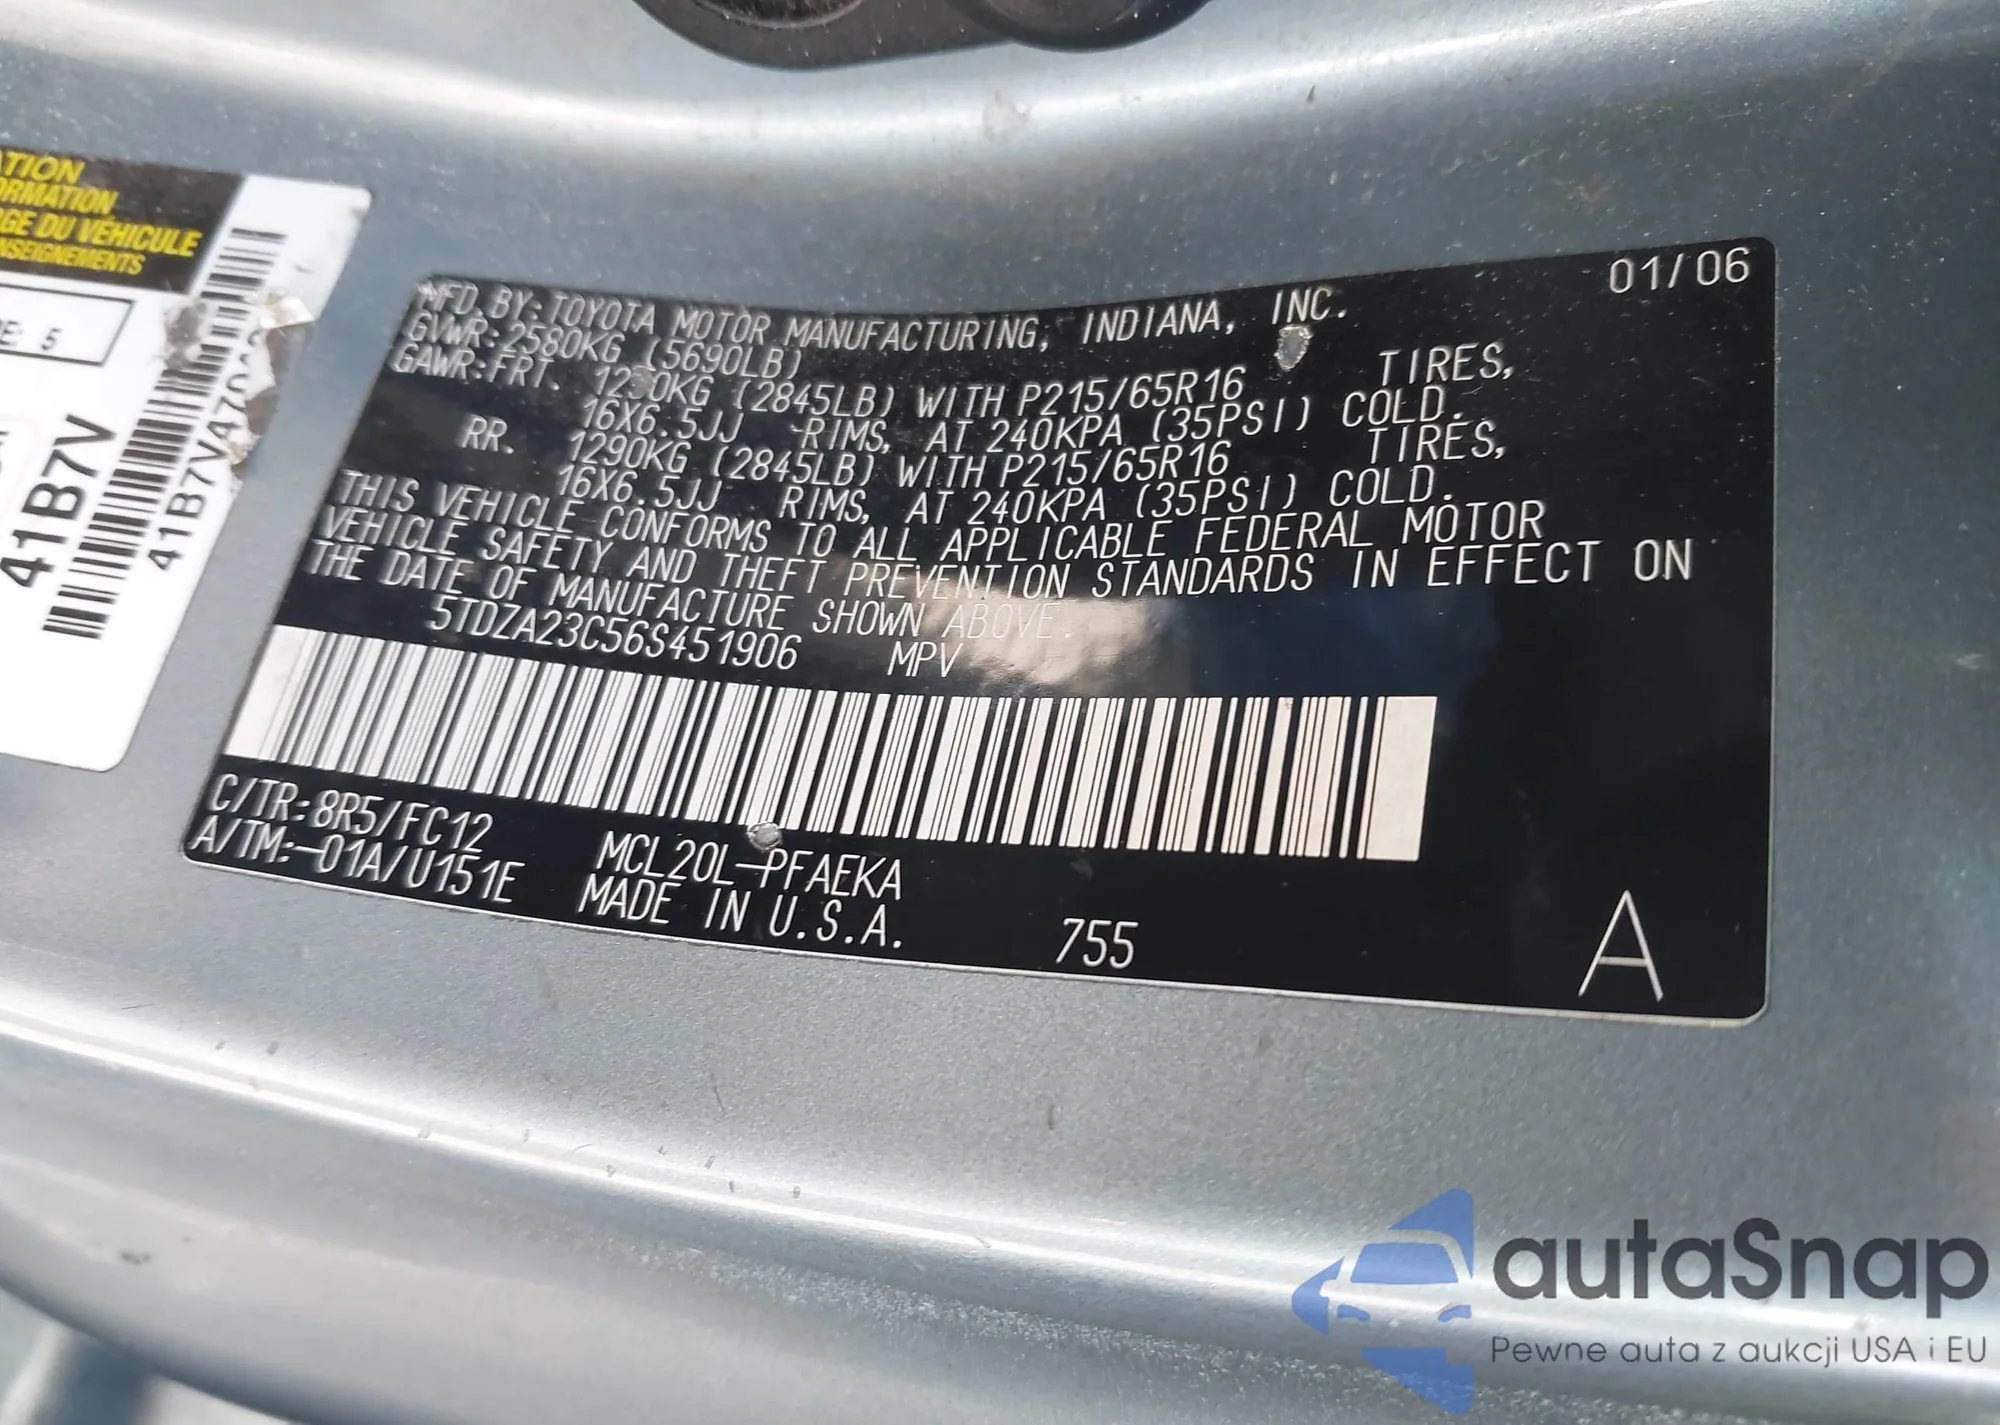 ATION
ORMATION
RGE DU VÉHICULE
ENSEIGNEMENTS
5
41B7V
01/06
MFD. BY: TOYOTA MOTOR MANUFACTURING, INDIANA, INC.
GVWR: 2580KG (5690LB)
GAWR: FRT. 1290KG (2845LB) WITH P215/65R16 TIRES,
16X6.5JJ RIMS, AT 240KPA (35PSI) COLD.
RR. 1290KG (2845LB) WITH P215/65R16 TIRES,
16X6.5JJ RIMS, AT 240KPA (35PSI) COLD.
THIS VEHICLE CONFORMS TO ALL APPLICABLE FEDERAL MOTOR
VEHICLE SAFETY AND THEFT PREVENTION STANDARDS IN EFFECT ON
THE DATE OF MANUFACTURE SHOWN ABOVE.
5TDZA23C56S451906 MPV
C/TR: 8R5/FC12
A/TM: -01A/U151E
MCL20L-PFAEKA
MADE IN U.S.A.
755
A
autaSnap
Pewne auta z aukcji USA i EU